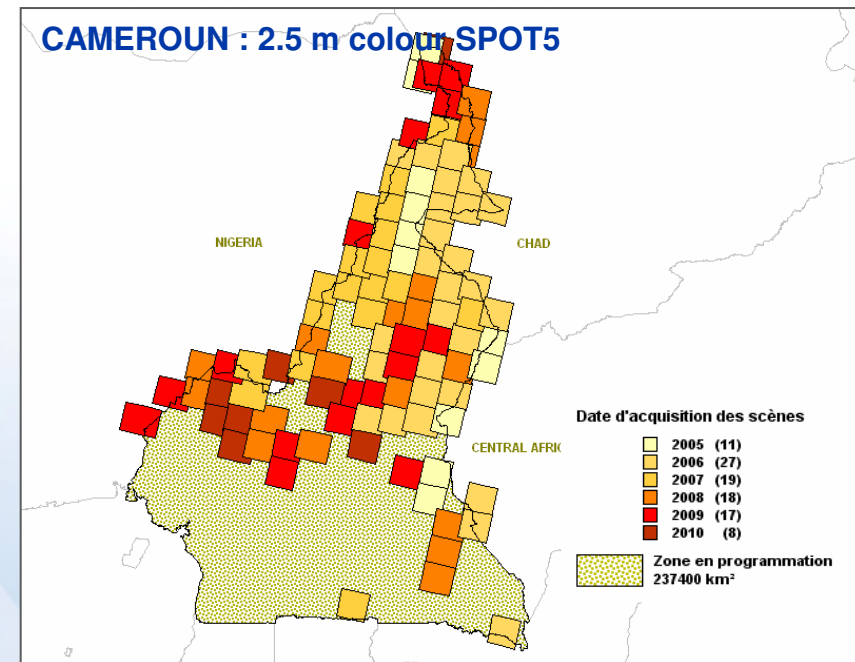 CAMEROUN : 2.5 m colour SPOT5
NIGERIA
CHAD
CENTRAL AFRI
Date d'acquisition des scènes
2005 (11)
2006 (27)
2007 (19)
2008 (18)
2009 (17)
2010 (8)
Zone en programmation
237400 km²